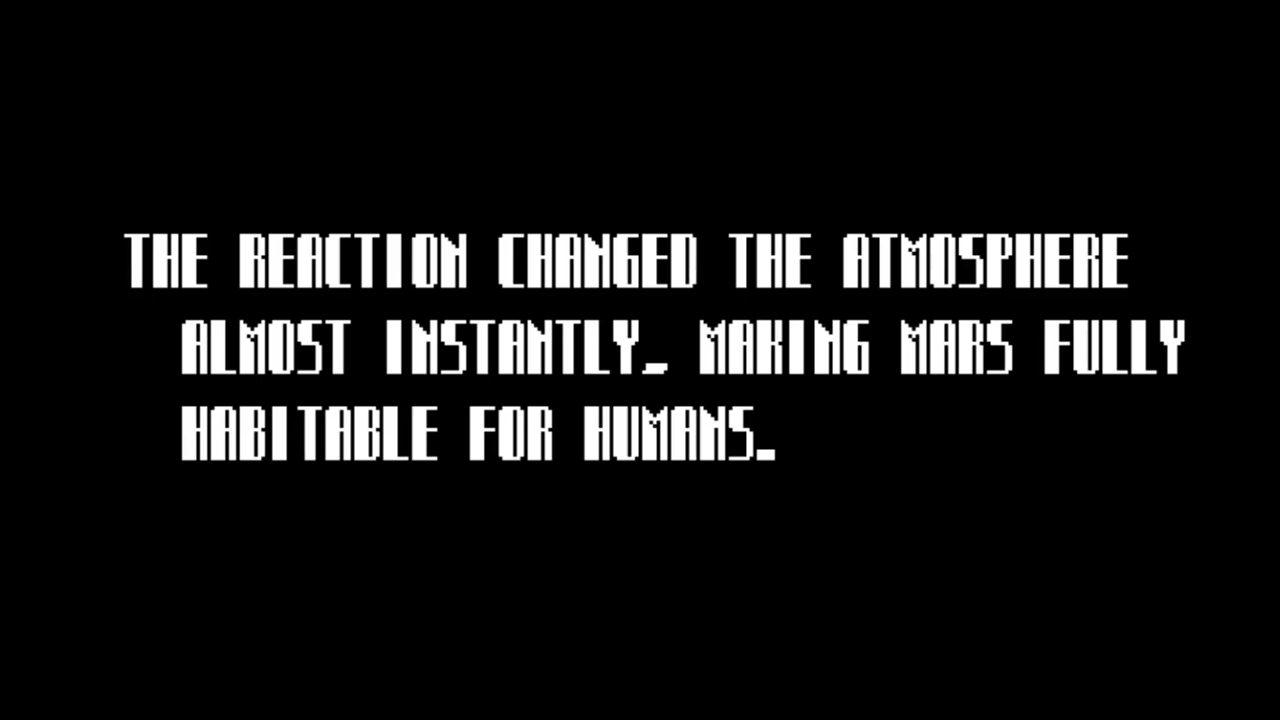 THE REACTION CHANGED THE ATMOSPHERE
ALMOST INSTANTLY, MAKING MARS FULLY
HABITABLE FOR HUMANS.